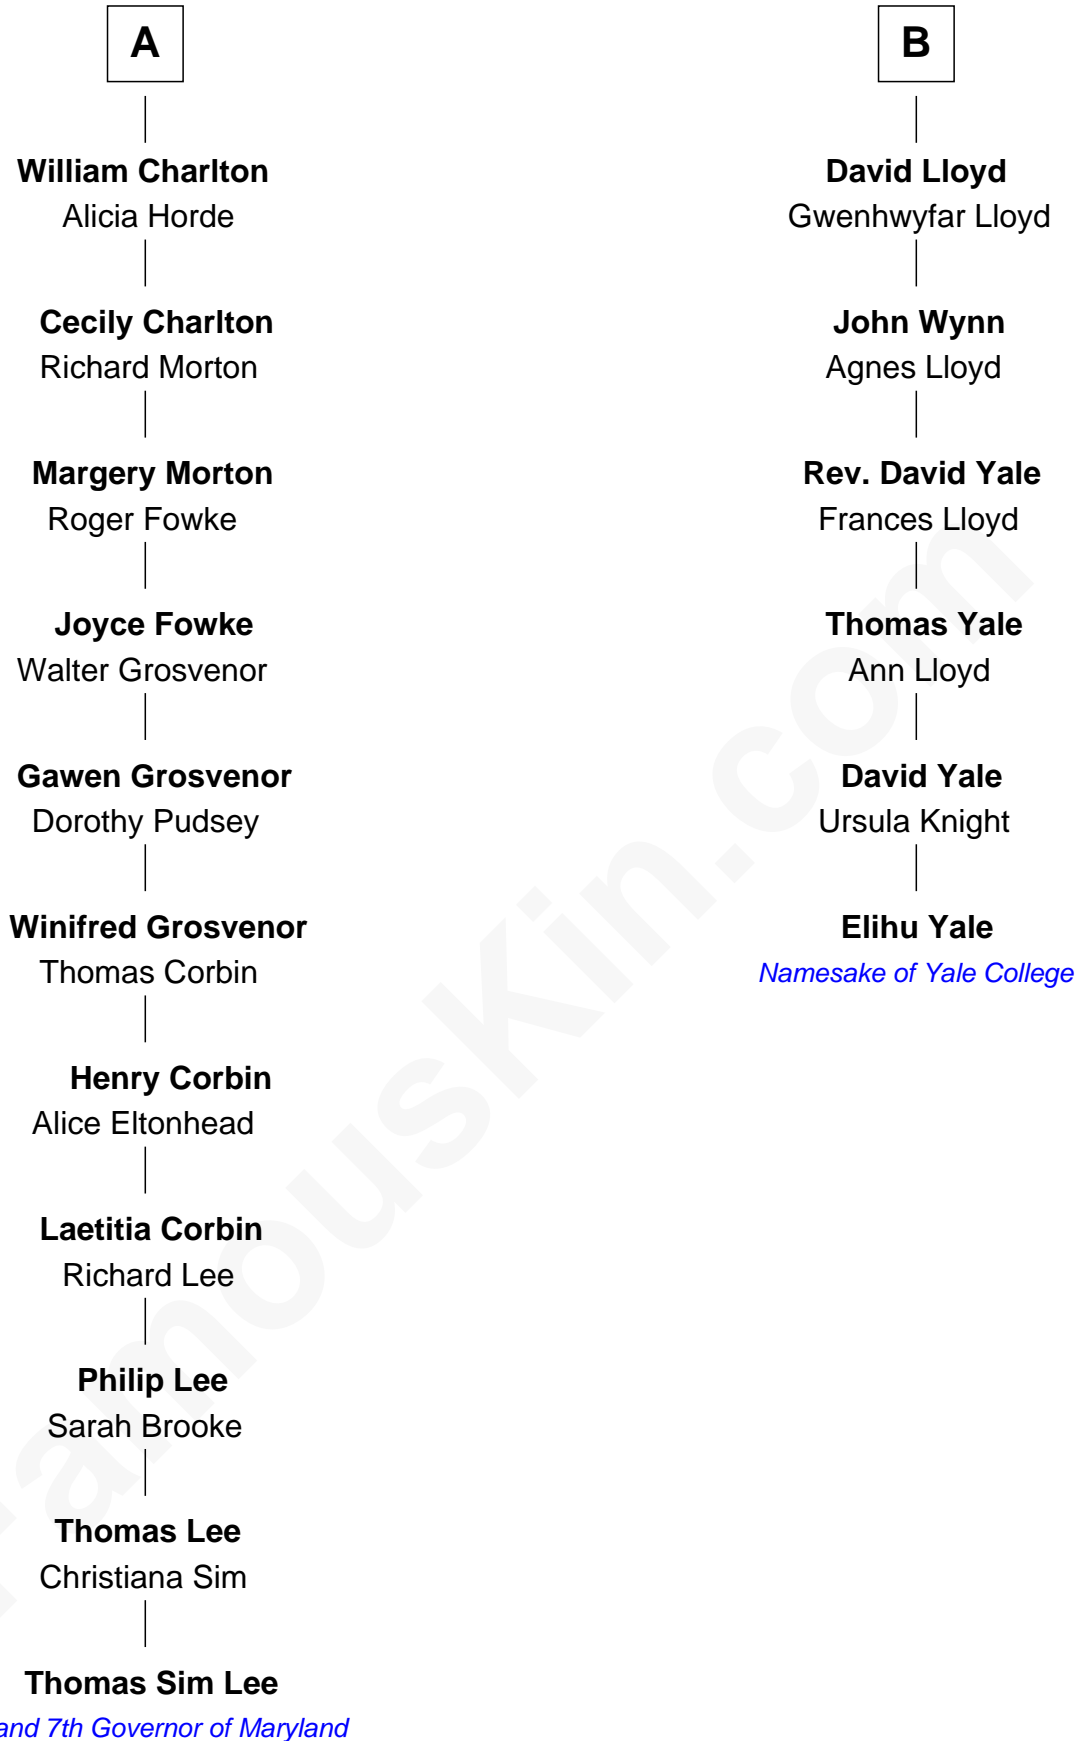 A
William Charlton
Alicia Horde
Cecily Charlton
Richard Morton
Margery Morton
Roger Fowke
Joyce Fowke
Walter Grosvenor
Gawen Grosvenor
Dorothy Pudsey
Winifred Grosvenor
Thomas Corbin
Henry Corbin
Alice Eltonhead
Laetitia Corbin
Richard Lee
Philip Lee
Sarah Brooke
Thomas Lee
Christiana Sim
Thomas Sim Lee
and 7th Governor of Maryland
B
David Lloyd
Gwenhwyfar Lloyd
John Wynn
Agnes Lloyd
Rev. David Yale
Frances Lloyd
Thomas Yale
Ann Lloyd
David Yale
Ursula Knight
Elihu Yale
Namesake of Yale College
FamousKin.com